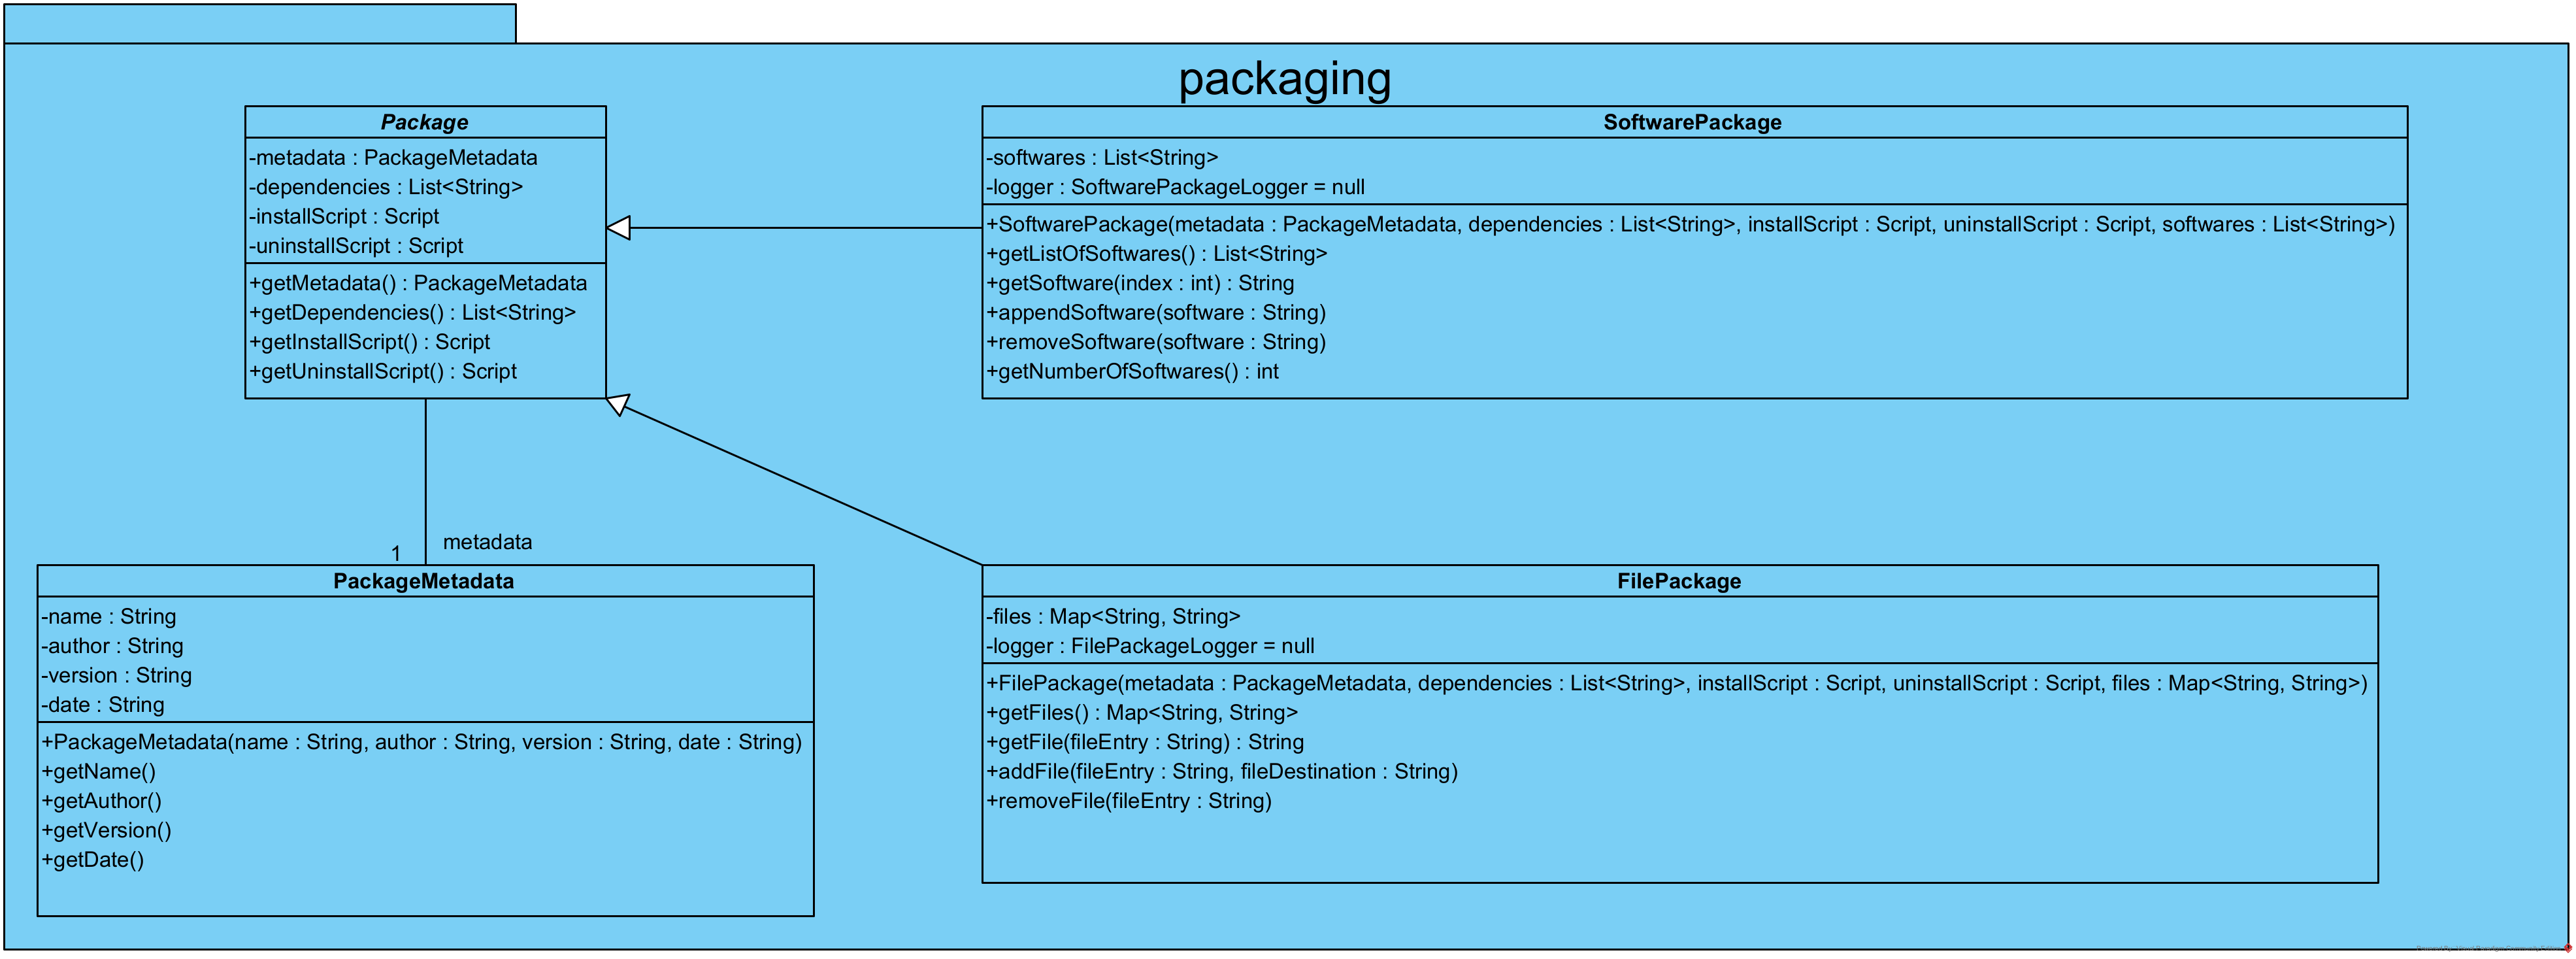 packaging
Package
-metadata : PackageMetadata
-dependencies : List<String>
-installScript : Script
-uninstallScript : Script
+getMetadata() : PackageMetadata
+getDependencies() : List<String>
+getInstallScript() : Script
+getUninstallScript() : Script
SoftwarePackage
-softwares : List<String>
-logger : SoftwarePackageLogger = null
+SoftwarePackage(metadata : PackageMetadata, dependencies : List<String>, installScript : Script, uninstallScript : Script, softwares : List<String>)
+getListOfSoftwares() : List<String>
+getSoftware(index : int) : String
+appendSoftware(software : String)
+removeSoftware(software : String)
+getNumberOfSoftwares() : int
metadata
1
PackageMetadata
-name : String
-author : String
-version : String
-date : String
+PackageMetadata(name : String, author : String, version : String, date : String)
+getName()
+getAuthor()
+getVersion()
+getDate()
FilePackage
-files : Map<String, String>
-logger : FilePackageLogger = null
+FilePackage(metadata : PackageMetadata, dependencies : List<String>, installScript : Script, uninstallScript : Script, files : Map<String, String>)
+getFiles() : Map<String, String>
+getFile(fileEntry : String) : String
+addFile(fileEntry : String, fileDestination : String)
+removeFile(fileEntry : String)